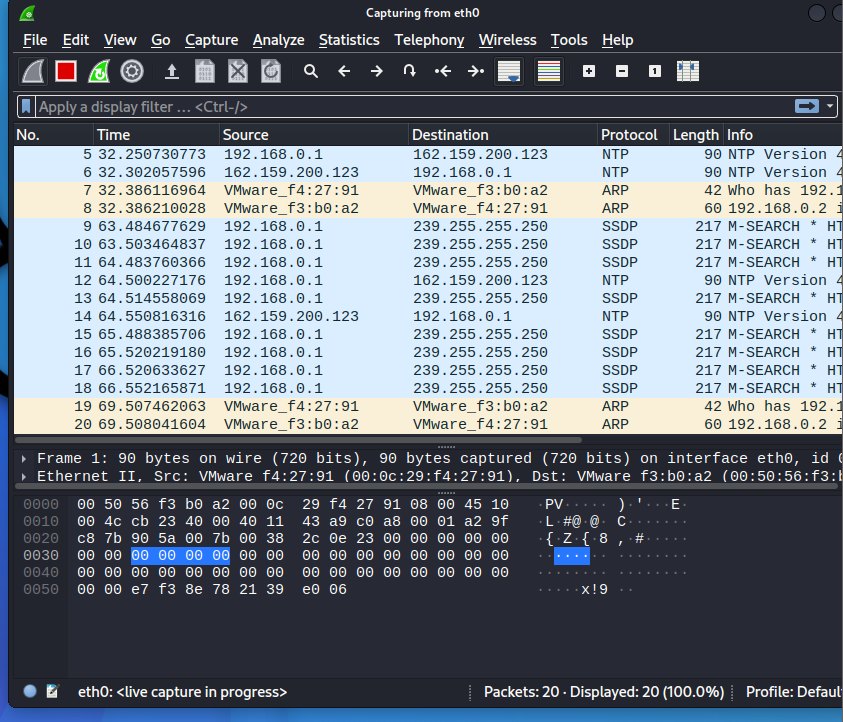 Capturing from eth0
File Edit View Go Capture Analyze Statistics Telephony Wireless Tools Help
Apply a display filter … <Ctrl-/>
No. Time Source Destination Protocol Length Info
5 32.250730773 192.168.0.1 162.159.200.123 NTP 90 NTP Version 4
6 32.302057596 162.159.200.123 192.168.0.1 NTP 90 NTP Version 4
7 32.386116964 VMware_f4:27:91 VMware_f3:b0:a2 ARP 42 Who has 192.1
8 32.386210028 VMware_f3:b0:a2 VMware_f4:27:91 ARP 60 192.168.0.2 i
9 63.484677629 192.168.0.1 239.255.255.250 SSDP 217 M-SEARCH * HT
10 63.503464837 192.168.0.1 239.255.255.250 SSDP 217 M-SEARCH * HT
11 64.483760366 192.168.0.1 239.255.255.250 SSDP 217 M-SEARCH * HT
12 64.500227176 192.168.0.1 162.159.200.123 NTP 90 NTP Version 4
13 64.514558069 192.168.0.1 239.255.255.250 SSDP 217 M-SEARCH * HT
14 64.550816316 162.159.200.123 192.168.0.1 NTP 90 NTP Version 4
15 65.488385706 192.168.0.1 239.255.255.250 SSDP 217 M-SEARCH * HT
16 65.520219180 192.168.0.1 239.255.255.250 SSDP 217 M-SEARCH * HT
17 66.520633627 192.168.0.1 239.255.255.250 SSDP 217 M-SEARCH * HT
18 66.552165871 192.168.0.1 239.255.255.250 SSDP 217 M-SEARCH * HT
19 69.507462063 VMware_f4:27:91 VMware_f3:b0:a2 ARP 42 Who has 192.1
20 69.508041604 VMware_f3:b0:a2 VMware_f4:27:91 ARP 60 192.168.0.2 i
Frame 1: 90 bytes on wire (720 bits), 90 bytes captured (720 bits) on interface eth0, id 0
Ethernet II, Src: VMware f4:27:91 (00:0c:29:f4:27:91), Dst: VMware f3:b0:a2 (00:50:56:f3:b
0000 00 50 56 f3 b0 a2 00 0c 29 f4 27 91 08 00 45 10 ·PV····· )·'···E·
0010 00 4c cb 23 40 00 40 11 43 a9 c0 a8 00 01 a2 9f ·L·#@·@· C·······
0020 c8 7b 90 5a 00 7b 00 38 2c 0e 23 00 00 00 00 00 ·{·Z·{·8 ,·#·····
0030 00 00 00 00 00 00 00 00 00 00 00 00 00 00 00 00 ········ ········
0040 00 00 00 00 00 00 00 00 00 00 00 00 00 00 00 00 ········ ········
0050 00 00 e7 f3 8e 78 21 39 e0 06 ·····x!9 ··
eth0: <live capture in progress> Packets: 20 · Displayed: 20 (100.0%) Profile: Defaul